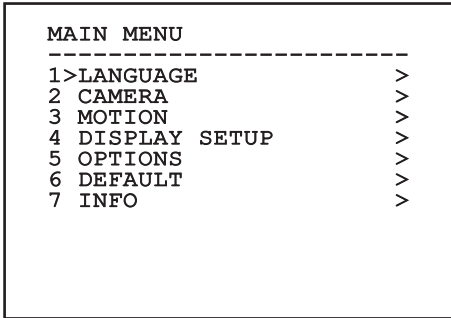 MAIN MENU
-------------------------
1>LANGUAGE >
2 CAMERA >
3 MOTION >
4 DISPLAY SETUP >
5 OPTIONS >
6 DEFAULT >
7 INFO >